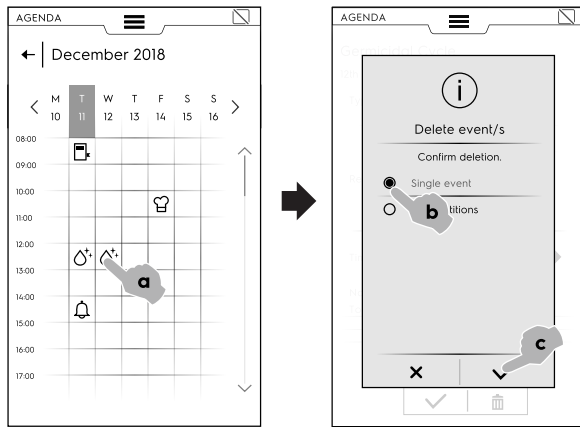 AGENDA
December 2018
M T W T F S S
10 11 12 13 14 15 16
08:00
09:00
10:00
11:00
12:00
13:00
14:00
15:00
16:00
17:00
a
AGENDA
Germicidal Cycle
Delete event/s
Confirm deletion.
Single event
b
titions
c